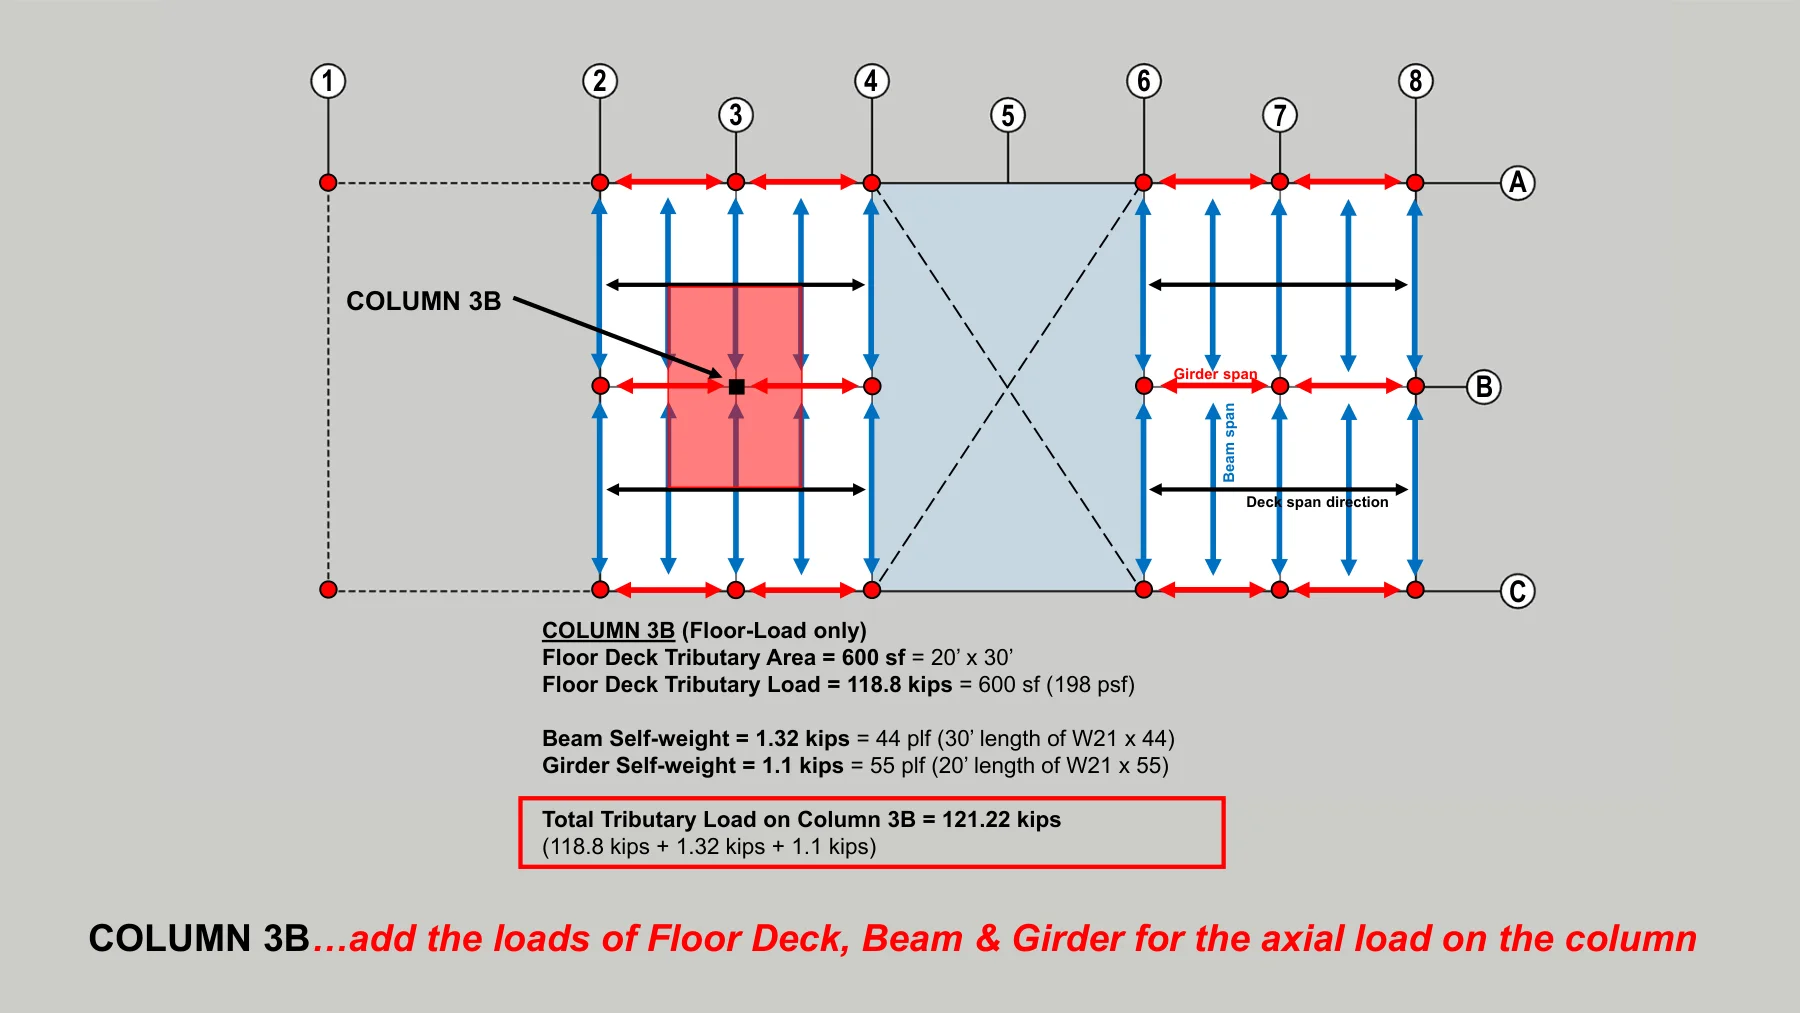 1
2
4
6
8
3
5
7
A
COLUMN 3B
Girder span
B
Beam span
Deck span direction
C
COLUMN 3B (Floor-Load only)
Floor Deck Tributary Area = 600 sf = 20’ x 30’
Floor Deck Tributary Load = 118.8 kips = 600 sf (198 psf)
Beam Self-weight = 1.32 kips = 44 plf (30’ length of W21 x 44)
Girder Self-weight = 1.1 kips = 55 plf (20’ length of W21 x 55)
Total Tributary Load on Column 3B = 121.22 kips
(118.8 kips + 1.32 kips + 1.1 kips)
COLUMN 3B…add the loads of Floor Deck, Beam & Girder for the axial load on the column